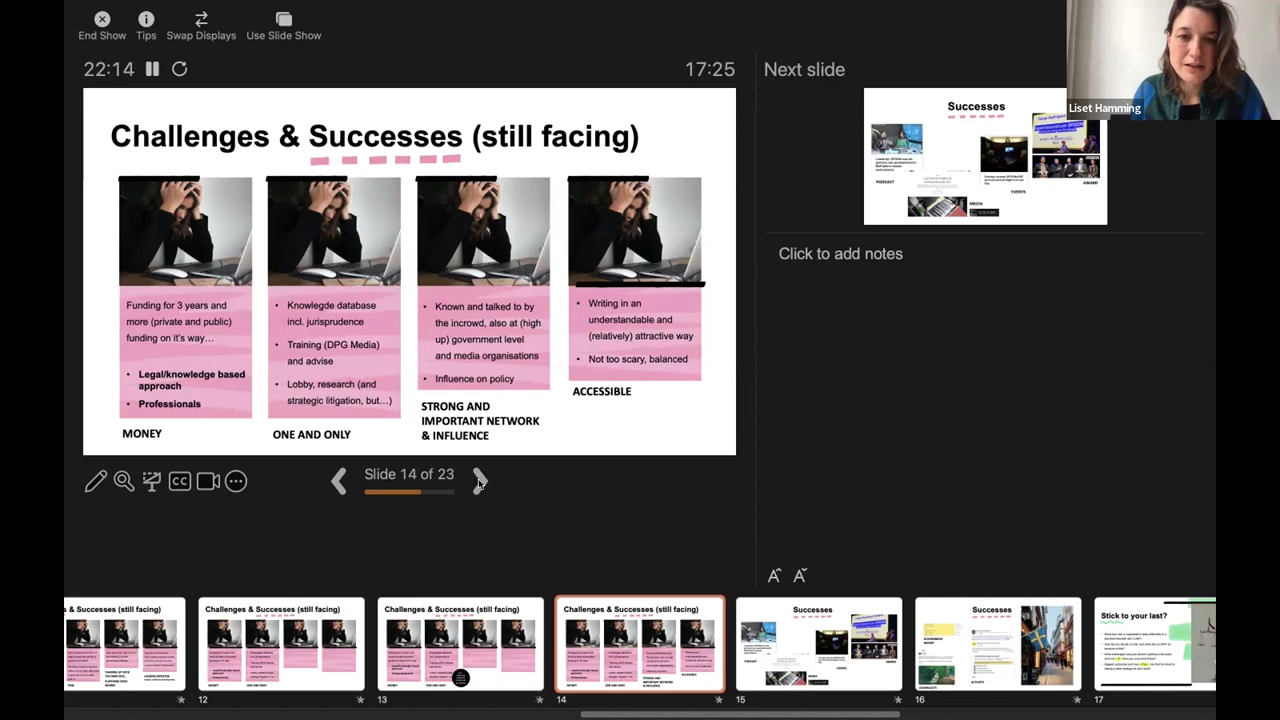 End Show
Tips
Swap Displays
Use Slide Show
22:14
17:25
Next slide
Liset Hamming
Challenges & Successes (still facing)
Funding for 3 years and
more (private and public)
funding on it's way…
• Legal/knowledge based
approach
• Professionals
MONEY
• Knowlegde database
incl. jurisprudence
• Training (DPG Media)
and advise
• Lobby, research (and
strategic litigation, but…)
ONE AND ONLY
• Known and talked to by
the incrowd, also at (high
up) government level
and media organisations
• Influence on policy
STRONG AND
IMPORTANT NETWORK
& INFLUENCE
• Writing in an
understandable and
(relatively) attractive way
• Not too scary, balanced
ACCESSIBLE
Successes
PODCAST
EVENTS
MEDIA
AWARD
Click to add notes
CC
Slide 14 of 23
s & Successes (still facing)
Challenges & Successes (still facing)
Challenges & Successes (still facing)
Challenges & Successes (still facing)
Successes
Successes
Stick to your last?
12
13
14
15
16
17